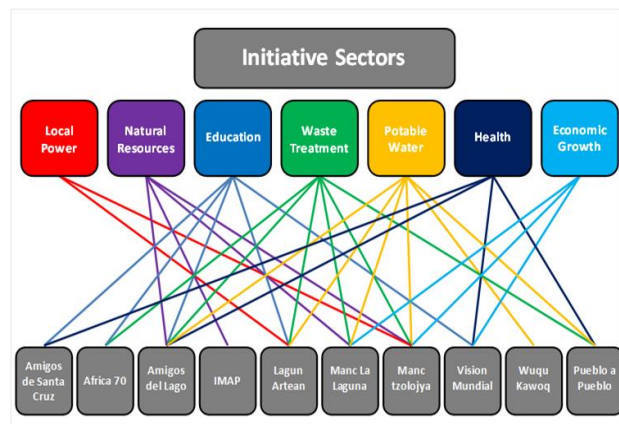 Initiative Sectors
Local
Power
Natural
Resources
Education
Waste
Treatment
Potable
Water
Health
Economic
Growth
Amigos
de Santa
Cruz
Africa 70
Amigos
del Lago
IMAP
Lagun
Artean
Manc La
Laguna
Manc
tzolojya
Vision
Mundial
Wuqu
Kawoq
Pueblo a
Pueblo